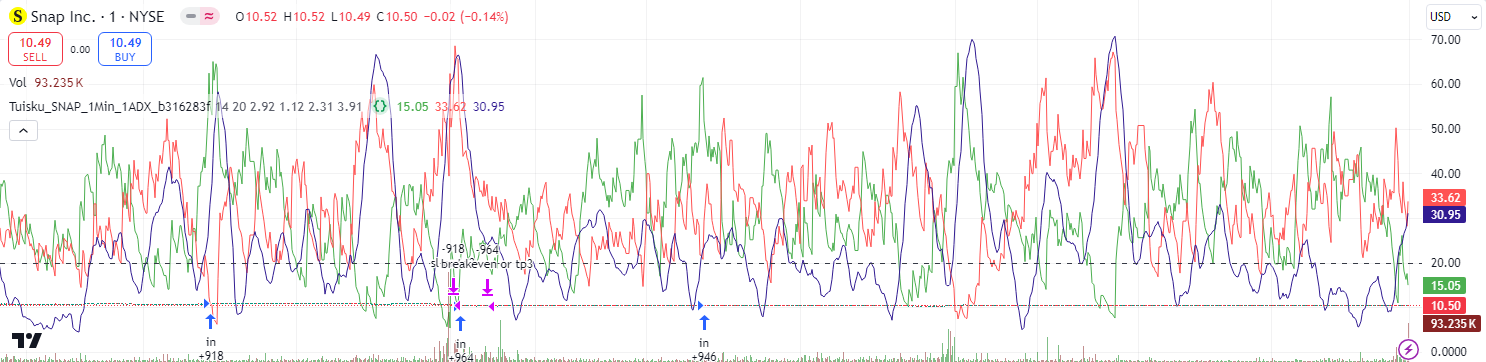 S Snap Inc. · 1 · NYSE O10.52 H10.52 L10.49 C10.50 −0.02 (−0.14%)
USD
10.49
SELL
0.00
10.49
BUY
Vol 93.235 K
Tuisku_SNAP_1Min_1ADX_b316283f 14 20 2.92 1.12 2.31 3.91 {} 15.05 33.62 30.95
70.00
60.00
50.00
40.00
33.62
30.95
20.00
15.05
10.50
93.235 K
0.0000
-918 -964
sl breakeven or tp3
in
+918
in
+964
in
+946